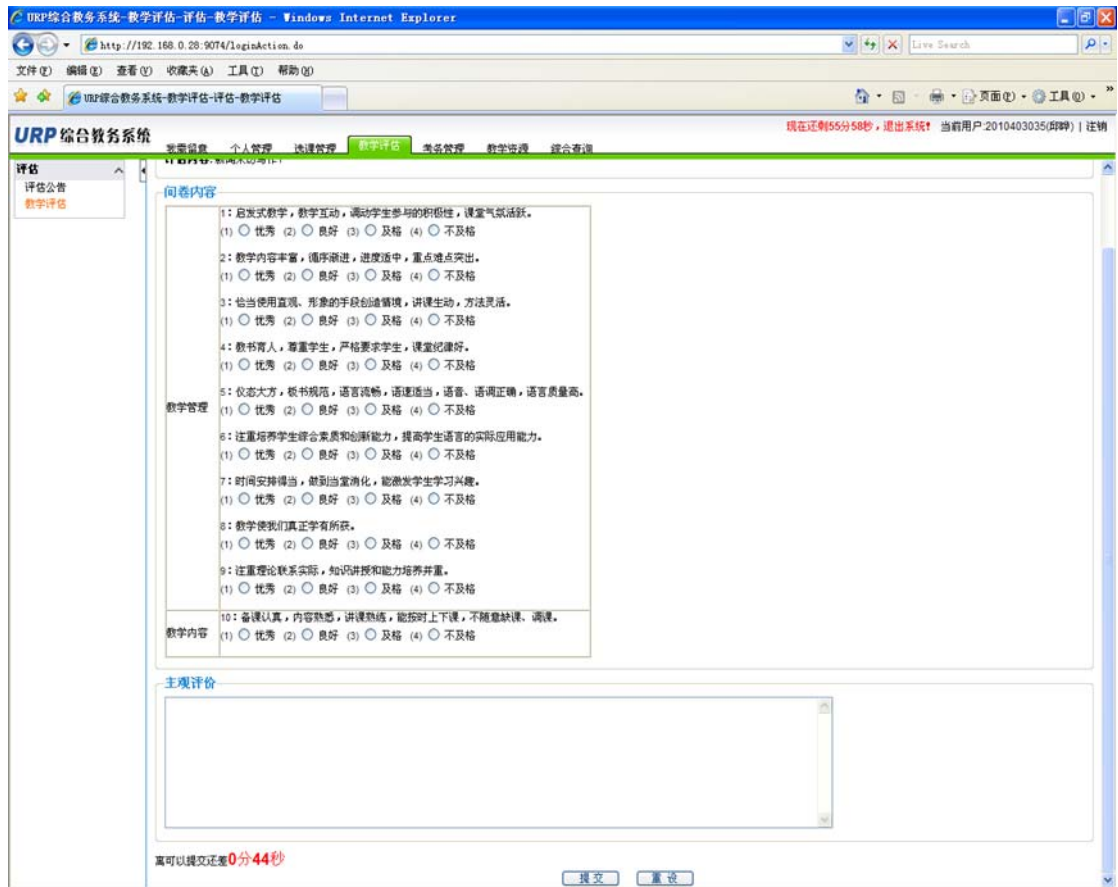 URP综合教务系统-教学评估-评估-教学评估 - Windows Internet Explorer
http://192.168.0.28:9074/loginAction.do
Live Search
文件(F) 编辑(E) 查看(V) 收藏夹(A) 工具(T) 帮助(H)
URP综合教务系统-教学评估-评估-教学评估
页面(P) 工具(O)
现在还剩55分58秒，退出系统! 当前用户:2010403035(邱晔) | 注销
URP 综合教务系统
我要留意 个人管理 选课管理 教学评估 考务管理 教学资源 综合查询
评估
评估公告
教学评估
评估内容:新闻采访写作1
问卷内容
1：启发式教学，教学互动，调动学生参与的积极性，课堂气氛活跃。
(1) 优秀 (2) 良好 (3) 及格 (4) 不及格
2：教学内容丰富，循序渐进，进度适中，重点难点突出。
(1) 优秀 (2) 良好 (3) 及格 (4) 不及格
3：恰当使用直观、形象的手段创造情境，讲课生动，方法灵活。
(1) 优秀 (2) 良好 (3) 及格 (4) 不及格
4：教书育人，尊重学生，严格要求学生，课堂纪律好。
(1) 优秀 (2) 良好 (3) 及格 (4) 不及格
教学管理
5：仪态大方，板书规范，语言流畅，语速适当，语音、语调正确，语言质量高。
(1) 优秀 (2) 良好 (3) 及格 (4) 不及格
6：注重培养学生综合素质和创新能力，提高学生语言的实际应用能力。
(1) 优秀 (2) 良好 (3) 及格 (4) 不及格
7：时间安排得当，做到当堂消化，能激发学生学习兴趣。
(1) 优秀 (2) 良好 (3) 及格 (4) 不及格
8：教学使我们真正学有所获。
(1) 优秀 (2) 良好 (3) 及格 (4) 不及格
9：注重理论联系实际，知识讲授和能力培养并重。
(1) 优秀 (2) 良好 (3) 及格 (4) 不及格
教学内容
10：备课认真，内容熟悉，讲课熟练，能按时上下课，不随意缺课、调课。
(1) 优秀 (2) 良好 (3) 及格 (4) 不及格
主观评价
离可以提交还差0分44秒
提交 重设